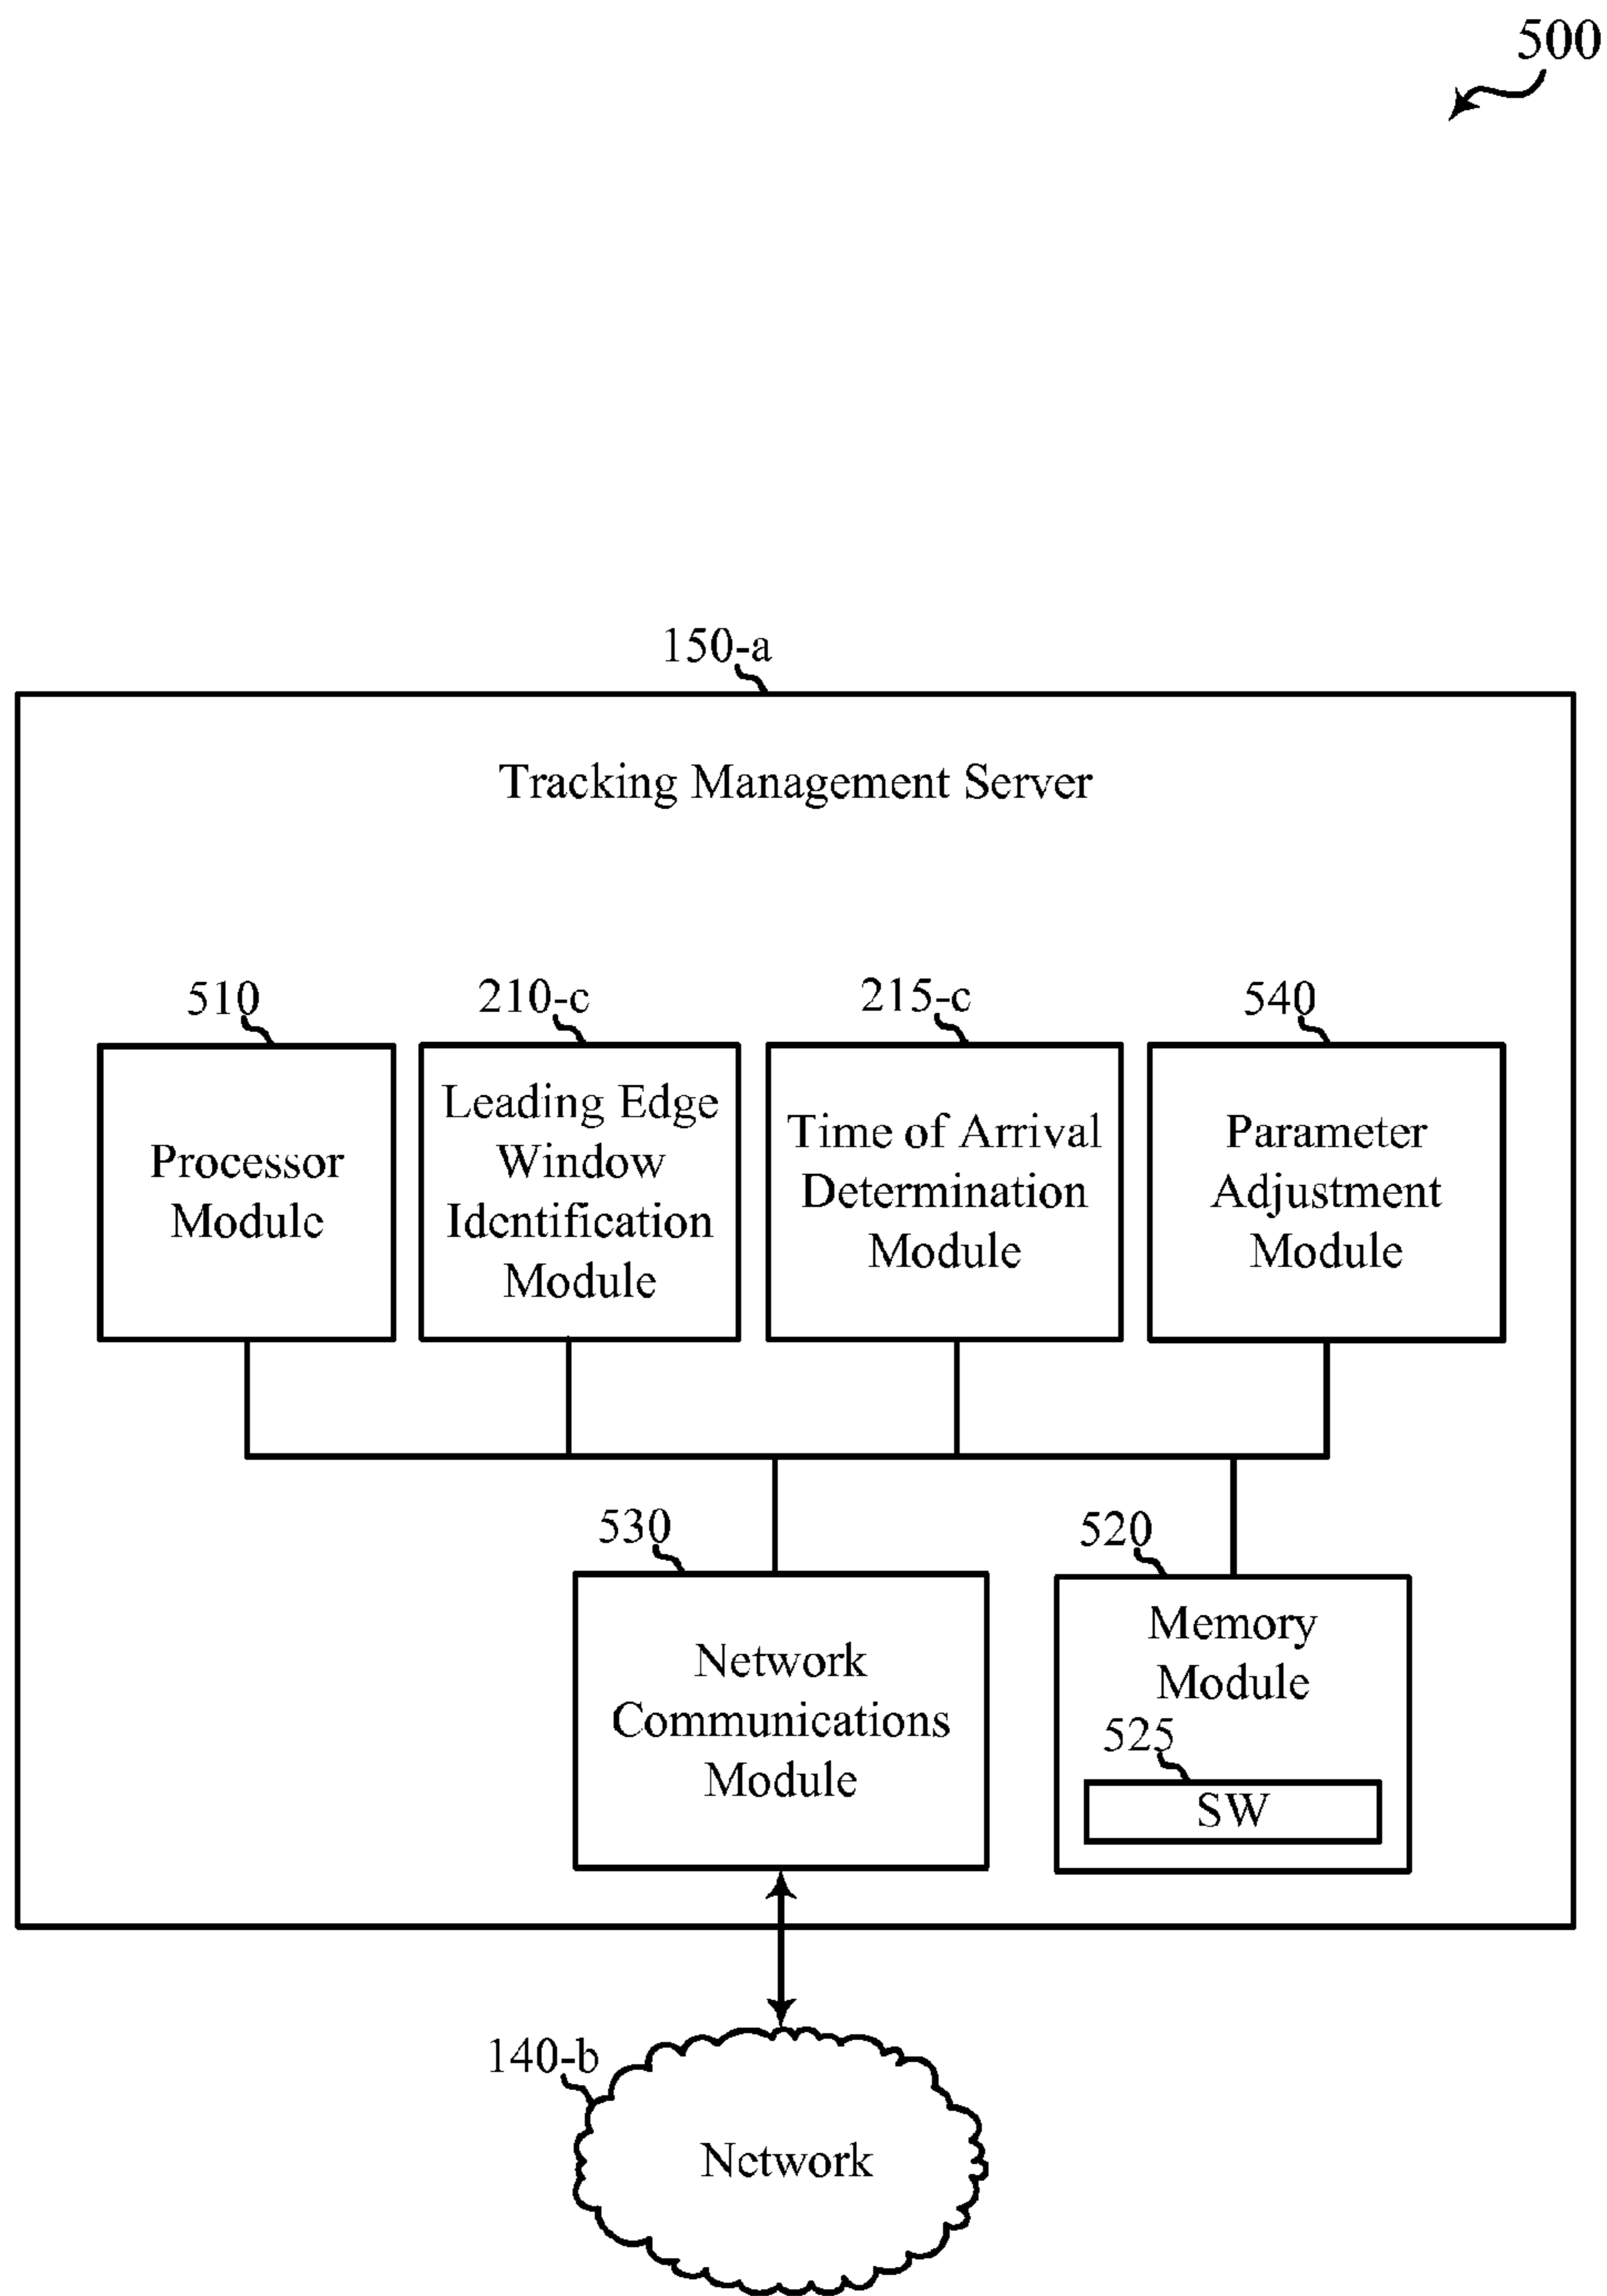 500
150-a
Tracking Management Server
510
210-c
215-c
540
Processor
Module
Leading Edge
Window
Identification
Module
Time of Arrival
Determination
Module
Parameter
Adjustment
Module
530
520
Network
Communications
Module
Memory
Module
525
SW
140-b
Network